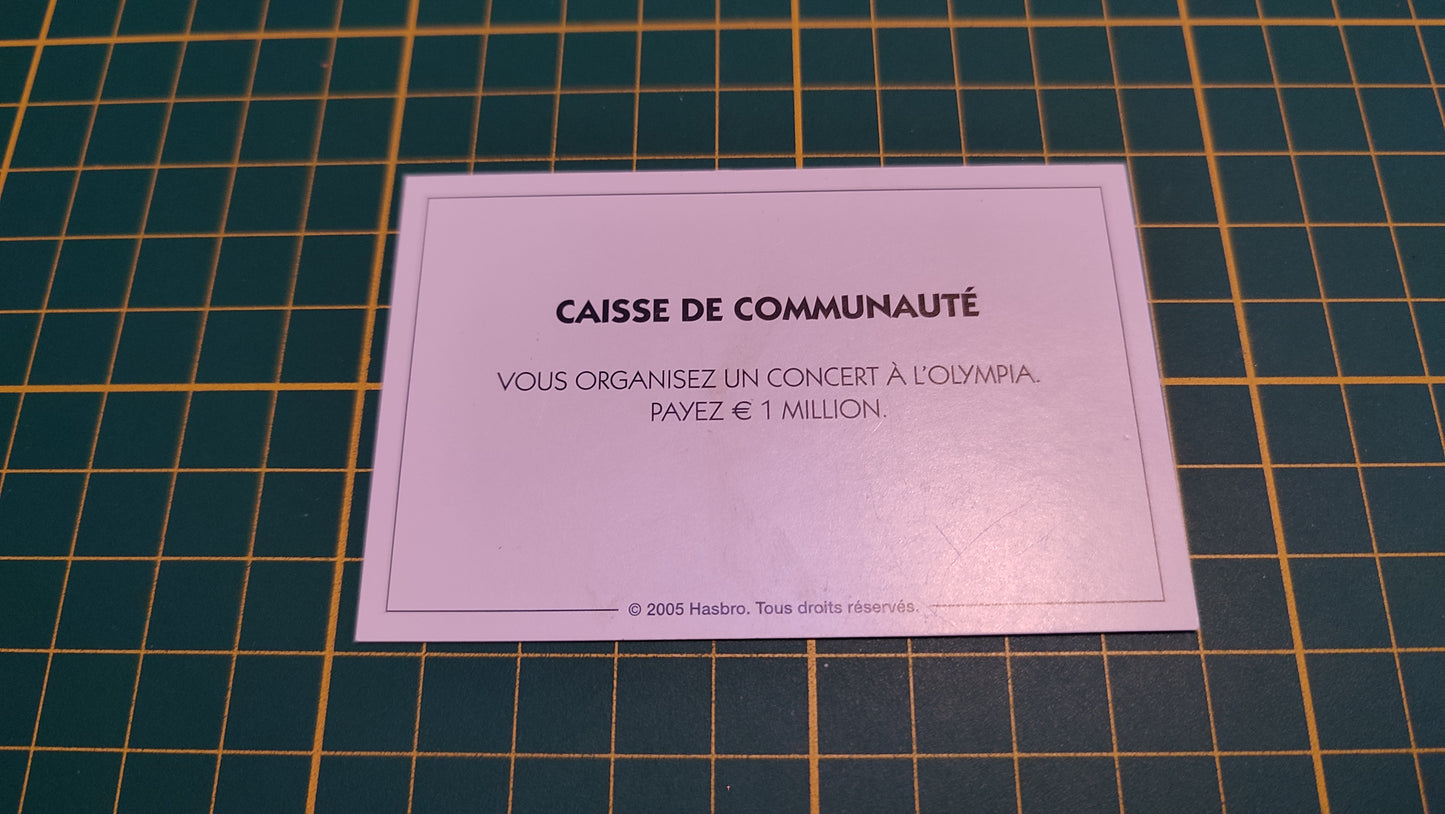 CAISSE DE COMMUNAUTÉ
VOUS ORGANISEZ UN CONCERT À L'OLYMPIA.
PAYEZ € 1 MILLION.
© 2005 Hasbro. Tous droits réservés.